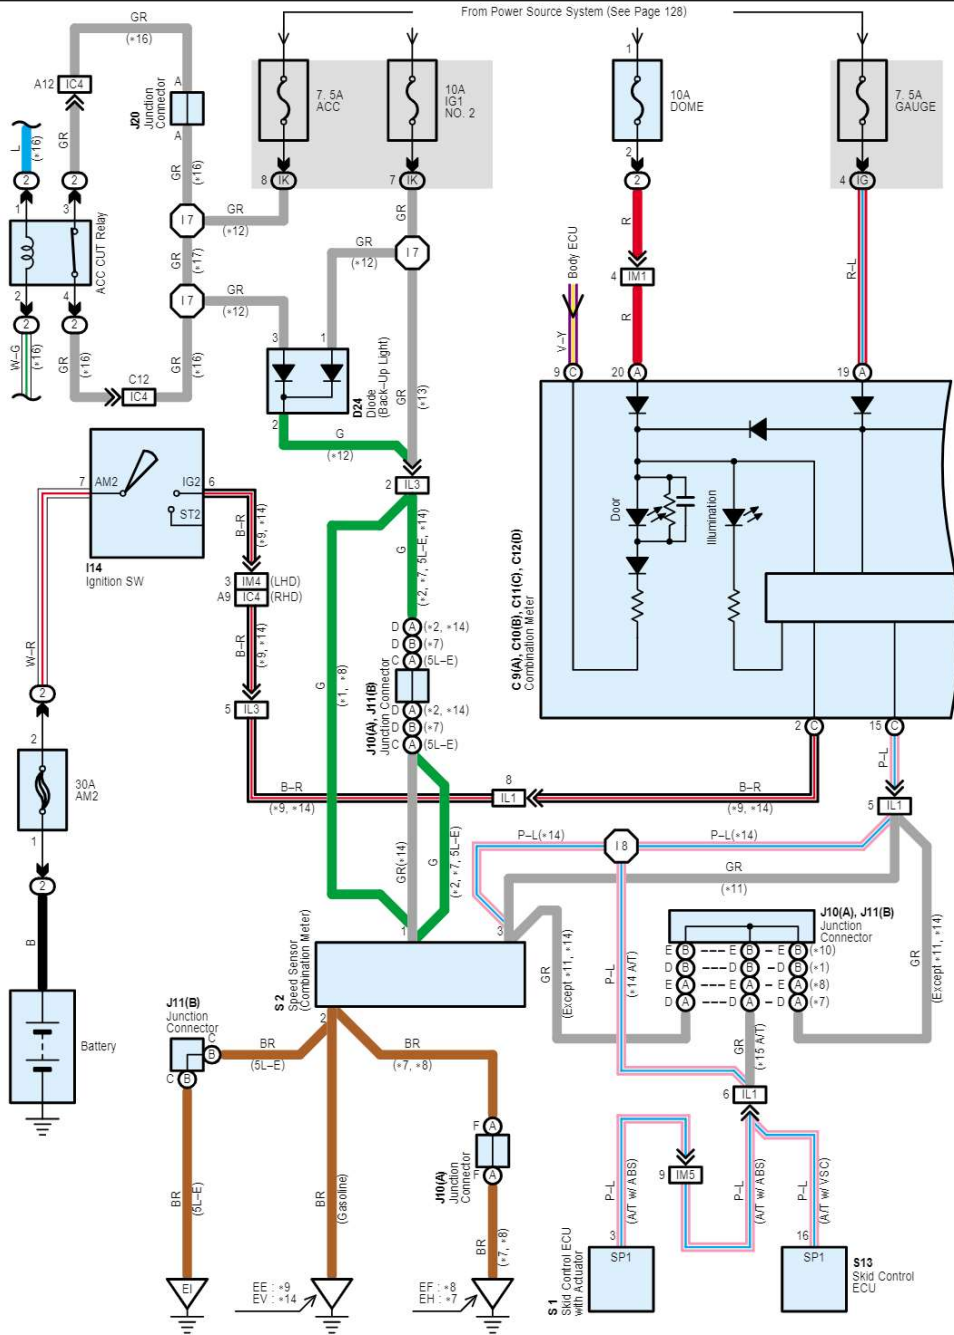 From Power Source System (See Page 128)
GR
(*16)
A12
IC4
A
J20
Junction
Connector
A
7. 5A
ACC
10A
IG1
NO. 2
1
10A
DOME
7. 5A
GAUGE
L
(*16)
GR
GR
(*16)
2
8 IK
7 IK
2
4 IG
2
2
1
3
ACC CUT Relay
I7
GR
(*12)
GR
R
R–L
GR
(*17)
GR
(*12)
I7
Body ECU
4 IM1
2
4
I7
GR
(*12)
V–Y
R
2
2
W–G
(*16)
GR
(*16)
GR
(*16)
3
1
C12
IC4
D24
Diode
(Back–Up Light)
GR
(*13)
9 C
20 A
19 A
2
G
(*12)
7
AM2
IG2
6
ST2
I14
Ignition SW
2 IL3
B–R
(*9, *14)
G
(*2, *7, 5L–E, *14)
Door
Illumination
3 IM4 (LHD)
A9 IC4 (RHD)
C 9(A), C10(B), C11(C), C12(D)
Combination Meter
W–R
B–R
(*9, *14)
G
(*1, *8)
D A (*2, *14)
D B (*7)
C A (5L–E)
J10(A), J11(B)
Junction Connector
D A (*2, *14)
D B (*7)
C A (5L–E)
2
5 IL3
2 C
15 C
2
30A
AM2
1
B–R
(*9, *14)
8
IL1
B–R
(*9, *14)
P–L
5 IL1
P–L(*14)
I8
P–L(*14)
GR(*14)
G
(*2, *7, 5L–E)
GR
(*11)
2
B
1
3
S 2
Speed Sensor
(Combination Meter)
GR
(Except *11, *14)
P–L
(*14 A/T)
J10(A), J11(B)
Junction
Connector
E B E B E B (*10)
D B D B D B (*1)
E A E A E A (*8)
D A D A D A (*7)
GR
(Except *11, *14)
Battery
J11(B)
Junction
Connector
C
B
C B
2
BR
(5L–E)
BR
(*7, *8)
GR
(*15 A/T)
6 IL1
F A
J10(A)
Junction
Connector
F A
BR
(5L–E)
BR
(Gasoline)
BR
(*7, *8)
P–L
(A/T w/ ABS)
9 IM5
P–L
(A/T w/ ABS)
P–L
(A/T w/ VSC)
3
SP1
16
SP1
S 1
Skid Control ECU
with Actuator
S13
Skid Control
ECU
EI
EE : *9
EV : *14
EF : *8
EH : *7